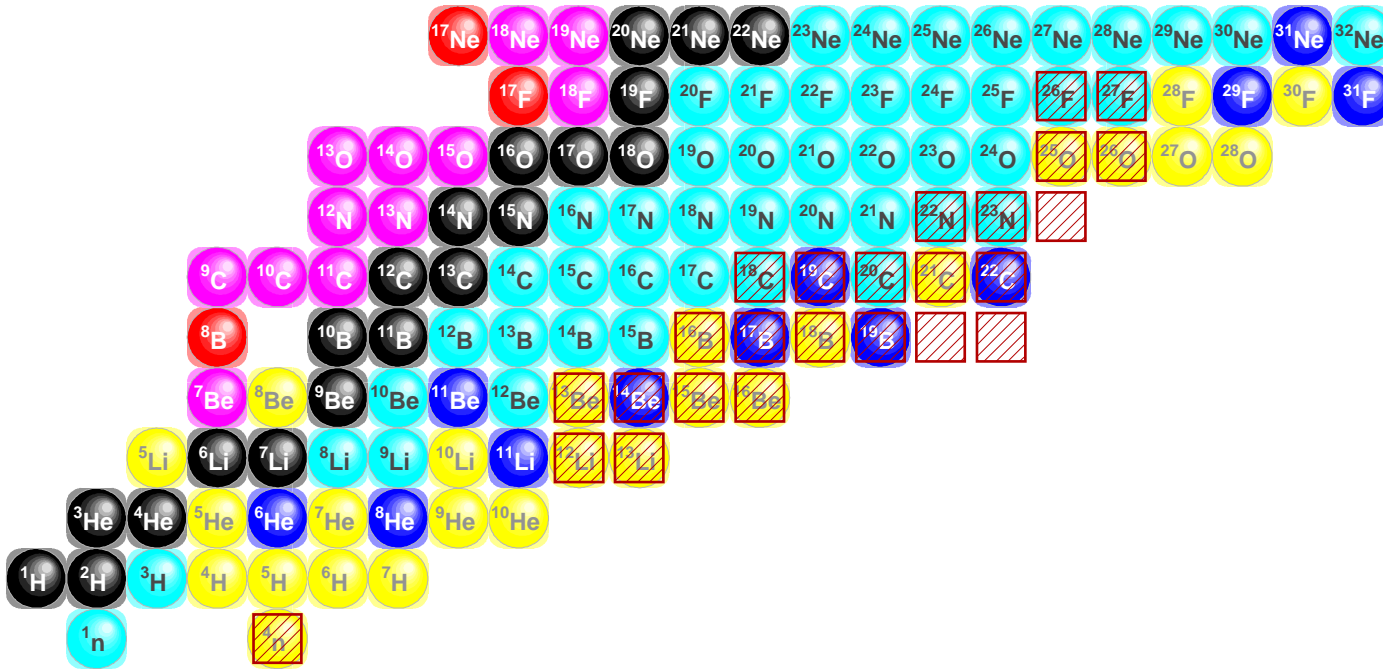 17Ne 18Ne 19Ne 20Ne 21Ne 22Ne 23Ne 24Ne 25Ne 26Ne 27Ne 28Ne 29Ne 30Ne 31Ne 32Ne
17F 18F 19F 20F 21F 22F 23F 24F 25F 26F 27F 28F 29F 30F 31F
13O 14O 15O 16O 17O 18O 19O 20O 21O 22O 23O 24O 25O 26O 27O 28O
12N 13N 14N 15N 16N 17N 18N 19N 20N 21N 22N 23N
9C 10C 11C 12C 13C 14C 15C 16C 17C 18C 19C 20C 21C 22C
8B 10B 11B 12B 13B 14B 15B 16B 17B 18B 19B
7Be 8Be 9Be 10Be 11Be 12Be 13Be 14Be 5Be 6Be
5Li 6Li 7Li 8Li 9Li 10Li 11Li 12Li 13Li
3He 4He 5He 6He 7He 8He 9He 10He
1H 2H 3H 4H 5H 6H 7H
1n 4n